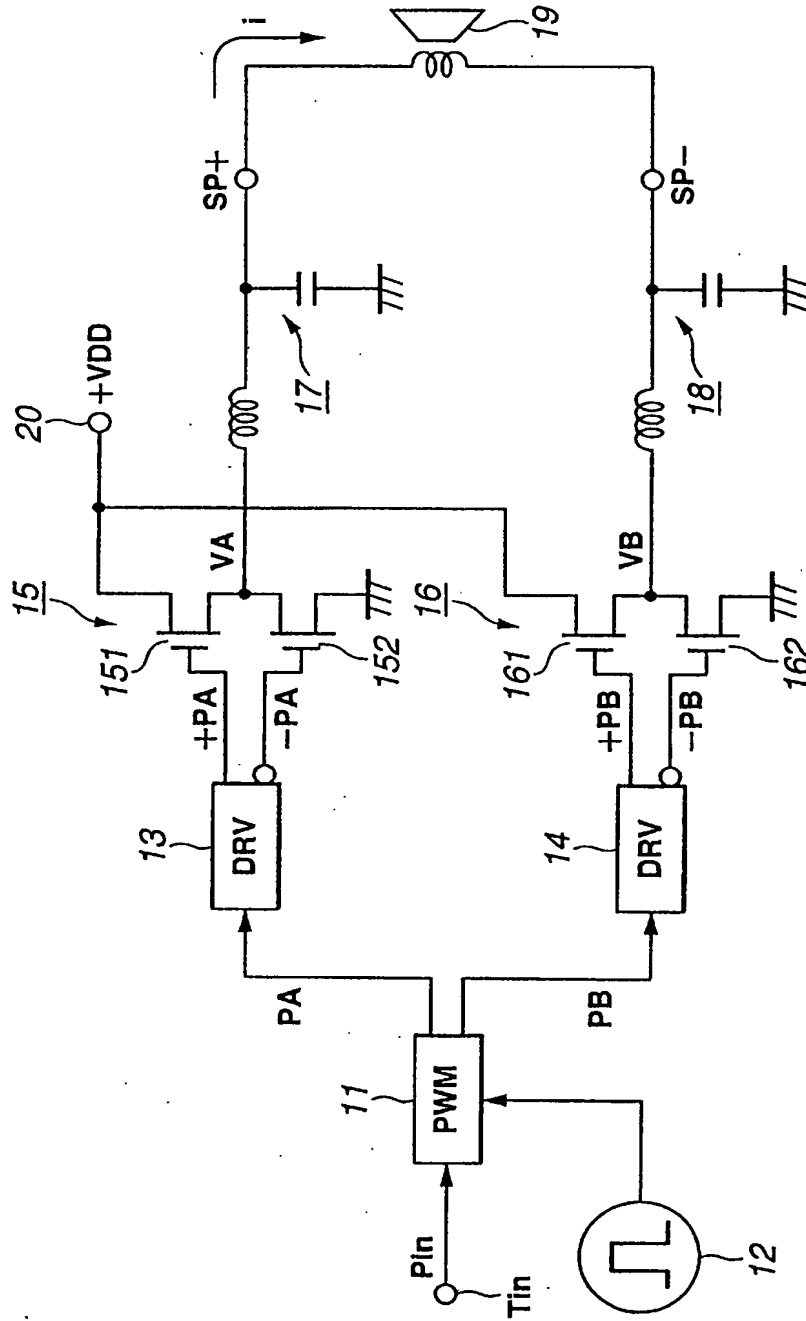 20
+VDD
15
151
152
+PA
-PA
VA
17
SP+
i
19
13
DRV
PA
11
PWM
Pin
Tin
12
PB
14
DRV
16
161
162
+PB
-PB
VB
18
SP-